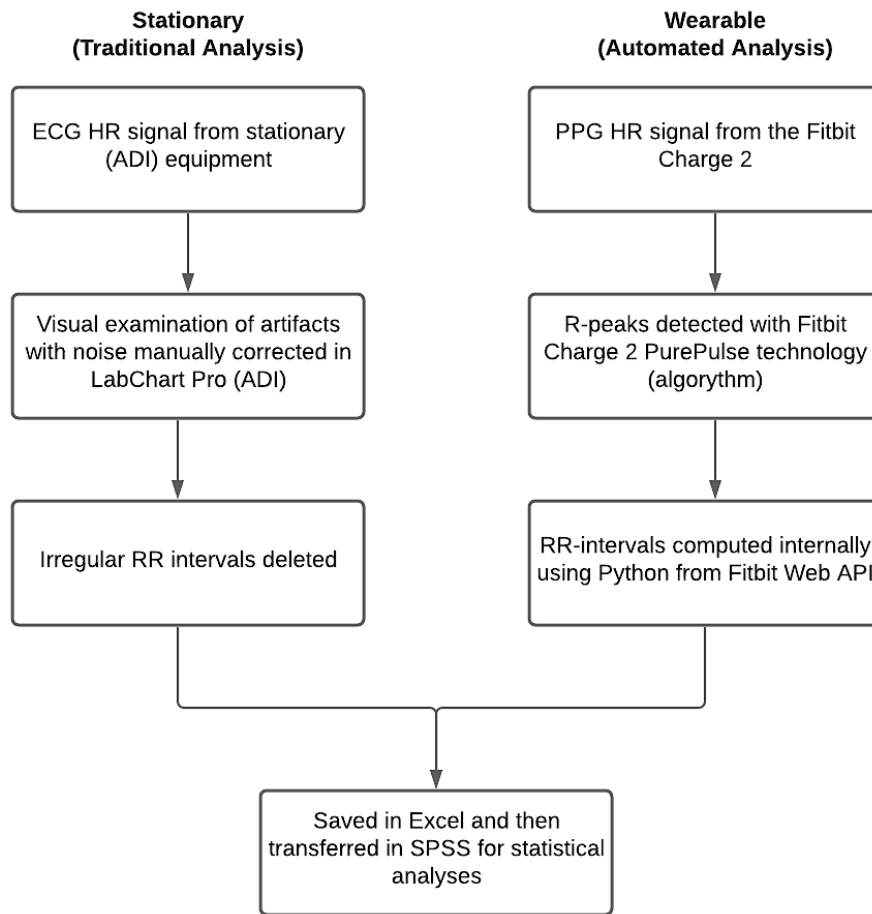 Stationary
(Traditional Analysis)
Wearable
(Automated Analysis)
ECG HR signal from stationary
(ADI) equipment
PPG HR signal from the Fitbit
Charge 2
Visual examination of artifacts
with noise manually corrected in
LabChart Pro (ADI)
R-peaks detected with Fitbit
Charge 2 PurePulse technology
(algorythm)
Irregular RR intervals deleted
RR-intervals computed internally
using Python from Fitbit Web API
Saved in Excel and then
transferred in SPSS for statistical
analyses